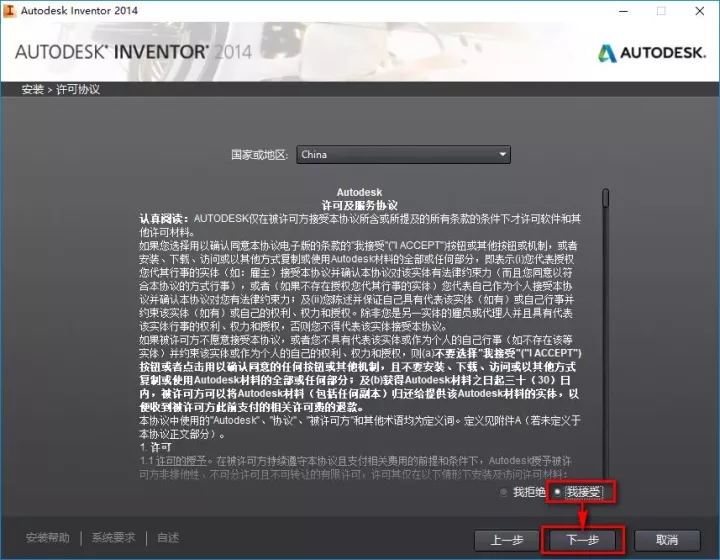 Autodesk Inventor 2014
AUTODESK® INVENTOR® 2014
AUTODESK.
安装 > 许可协议
国家或地区: China
Autodesk
许可及服务协议
认真阅读：AUTODESK仅在被许可方接受本协议所含或所提及的所有条款的条件下才许可软件和其
他许可材料。
如果您选择用以确认同意本协议电子版的条款的"我接受"("I ACCEPT")按钮或其他按钮或机制，或者
安装、下载、访问或以其他方式复制或使用Autodesk材料的全部或任何部分，即表示(i)您代表授权
您代其行事的实体（如：雇主）接受本协议并确认本协议对该实体有法律约束力（而且您同意以符
合本协议的方式行事），或者（如果不存在授权您代其行事的实体）您代表自己作为个人接受本协
议并确认本协议对您有法律约束力；及(ii)您陈述并保证自己具有代表该实体（如有）或自己行事并
约束该实体（如有）或自己的权利、权力和授权。除非您是另一实体的雇员或代理人并且具有代表
该实体行事的权利、权力和授权，否则您不得代表该实体接受本协议。
如果被许可方不愿意接受本协议，或者您不具有代表该实体或作为个人的自己行事（如不存在该等
实体）并约束该实体或作为个人的自己的权利、权力和授权，则(a)不要选择"我接受"("I ACCEPT")
按钮或者点击用以确认同意的任何按钮或其他机制，且不要安装、下载、访问或以其他方式
复制或使用Autodesk材料的全部或任何部分；及(b)获得Autodesk材料之日起三十（30）日
内，被许可方可以将Autodesk材料（包括任何副本）归还给提供该Autodesk材料的实体，以
便收到被许可方此前支付的相关许可费的退款。
本协议中使用的"Autodesk"、"协议"、"被许可方"和其他术语均为定义词。定义见附件A（若未定义于
本协议正文部分）。
1. 许可
1.1 许可的授予。在被许可方持续遵守本协议且支付相关费用的前提和条件下，Autodesk授予被许
可方非排他性、不可分许可且不可转让的有限许可，许可其仅在以下情形下安装及访问许可材料：
我拒绝 我接受
安装帮助 系统要求 自述 上一步 下一步 取消